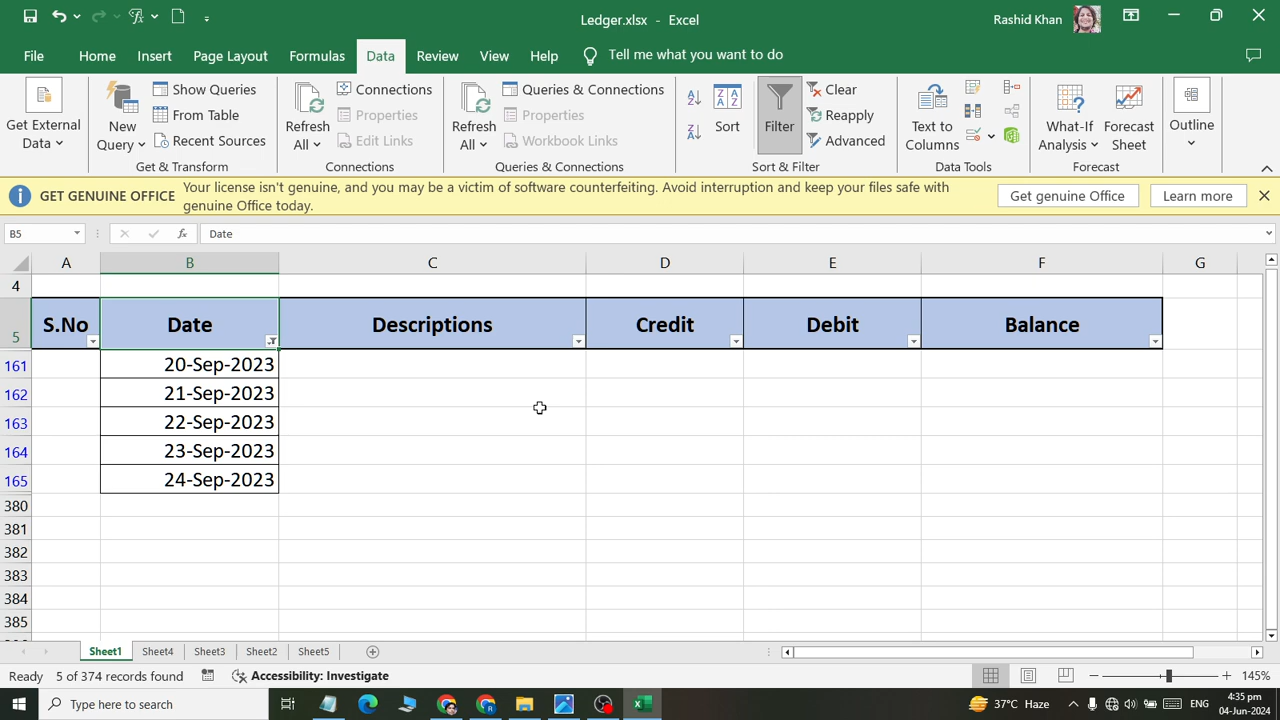 Ledger.xlsx - Excel
Rashid Khan
File Home Insert Page Layout Formulas Data Review View Help Tell me what you want to do
Get External Data
New Query
Show Queries
From Table
Recent Sources
Get & Transform
Refresh All
Connections
Properties
Edit Links
Connections
Refresh All
Queries & Connections
Properties
Workbook Links
Queries & Connections
Sort
Filter
Clear
Reapply
Advanced
Sort & Filter
Text to Columns
Data Tools
What-If Analysis
Forecast Sheet
Forecast
Outline
GET GENUINE OFFICE
Your license isn't genuine, and you may be a victim of software counterfeiting. Avoid interruption and keep your files safe with
genuine Office today.
Get genuine Office
Learn more
B5 fx Date
A B C D E F G
4
5 S.No Date Descriptions Credit Debit Balance
161 20-Sep-2023
162 21-Sep-2023
163 22-Sep-2023
164 23-Sep-2023
165 24-Sep-2023
380
381
382
383
384
385
Sheet1 Sheet4 Sheet3 Sheet2 Sheet5
Ready 5 of 374 records found Accessibility: Investigate 145%
Type here to search
37°C Haze
ENG
4:35 pm
04-Jun-2024